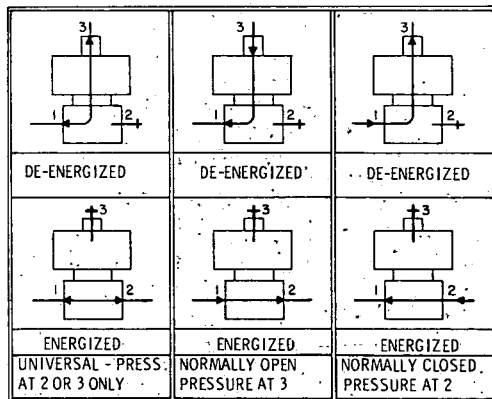 3 3 3
1 2 1 2 1 2
DE-ENERGIZED DE-ENERGIZED DE-ENERGIZED
3 3 3
1 2 1 2 1 2
ENERGIZED ENERGIZED ENERGIZED
UNIVERSAL - PRESS. NORMALLY OPEN NORMALLY CLOSED
AT 2 OR 3 ONLY PRESSURE AT 3 PRESSURE AT 2